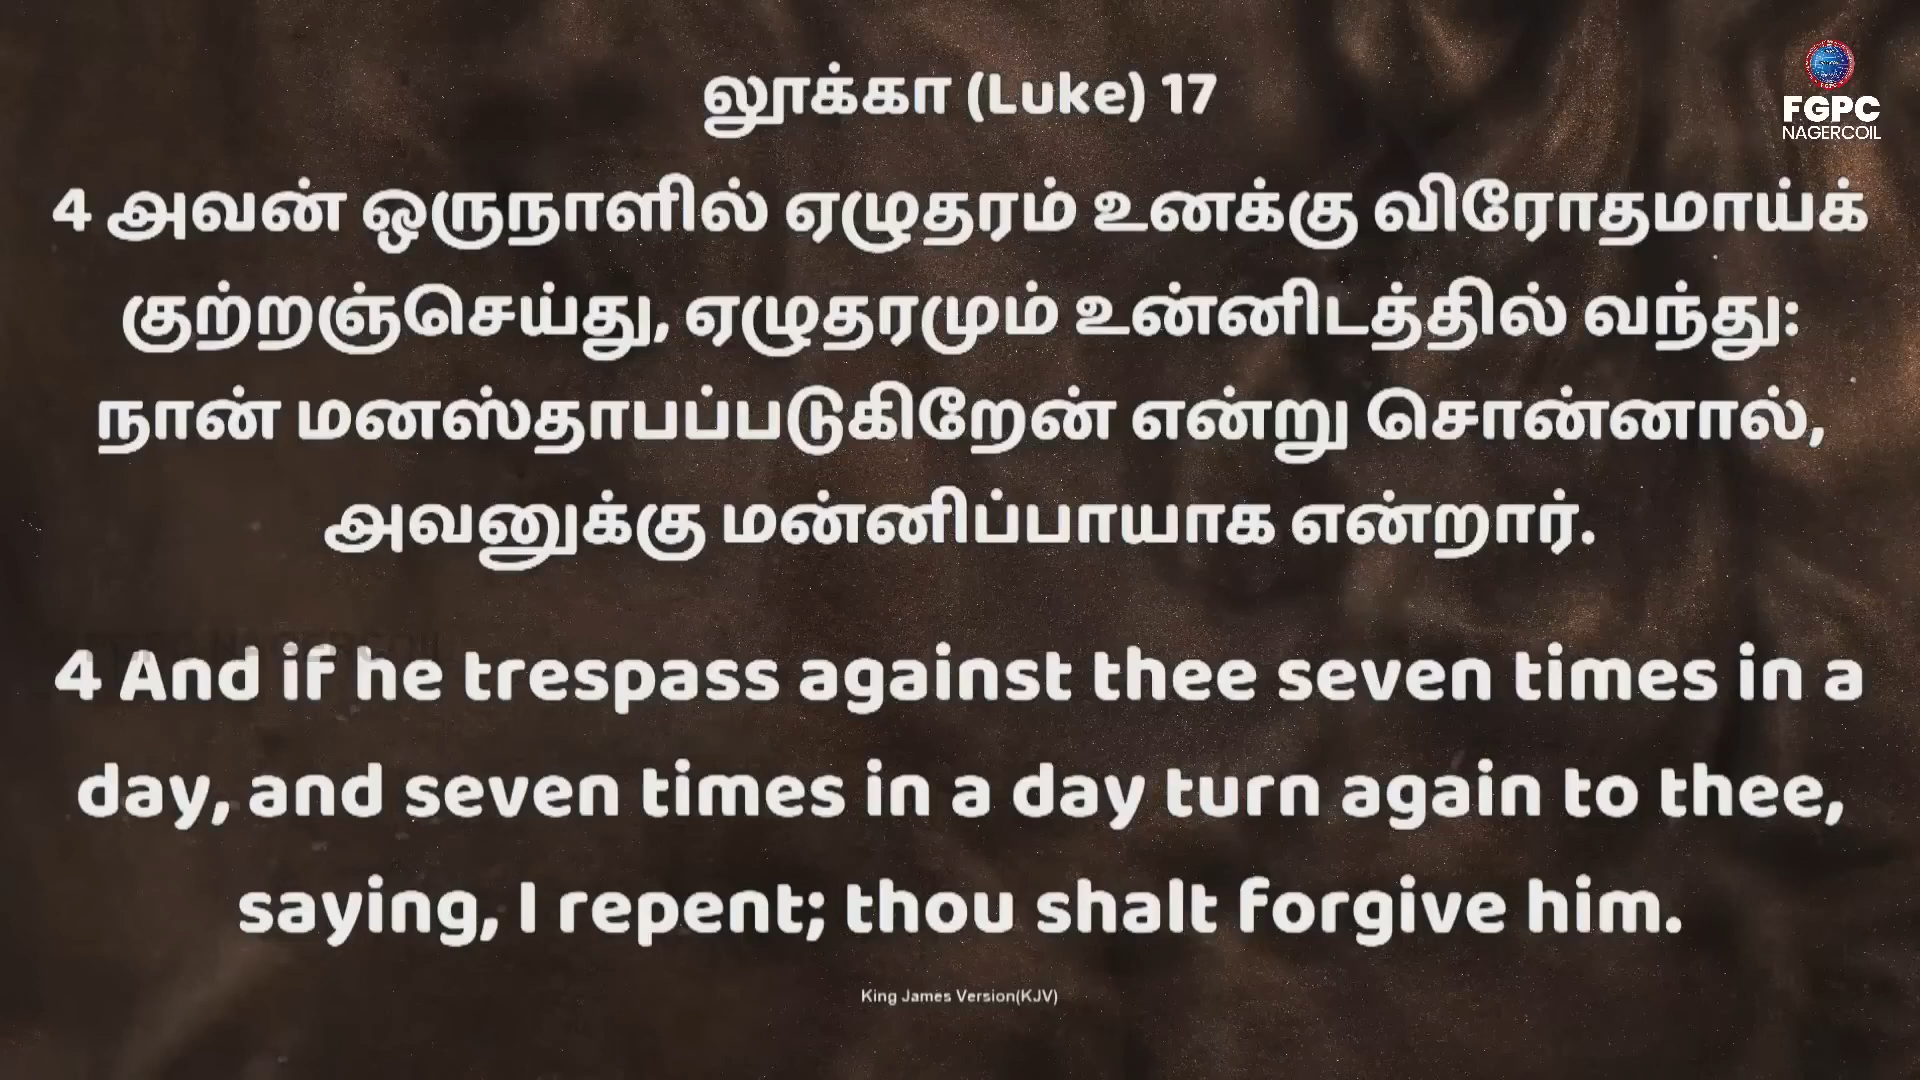 லூக்கா (Luke) 17
FGPC
NAGERCOIL
4 அவன் ஒருநாளில் ஏழுதரம் உனக்கு விரோதமாய்க்
குற்றஞ்செய்து, ஏழுதரமும் உன்னிடத்தில் வந்து:
நான் மனஸ்தாபப்படுகிறேன் என்று சொன்னால்,
அவனுக்கு மன்னிப்பாயாக என்றார்.
4 And if he trespass against thee seven times in a
day, and seven times in a day turn again to thee,
saying, I repent; thou shalt forgive him.
King James Version(KJV)